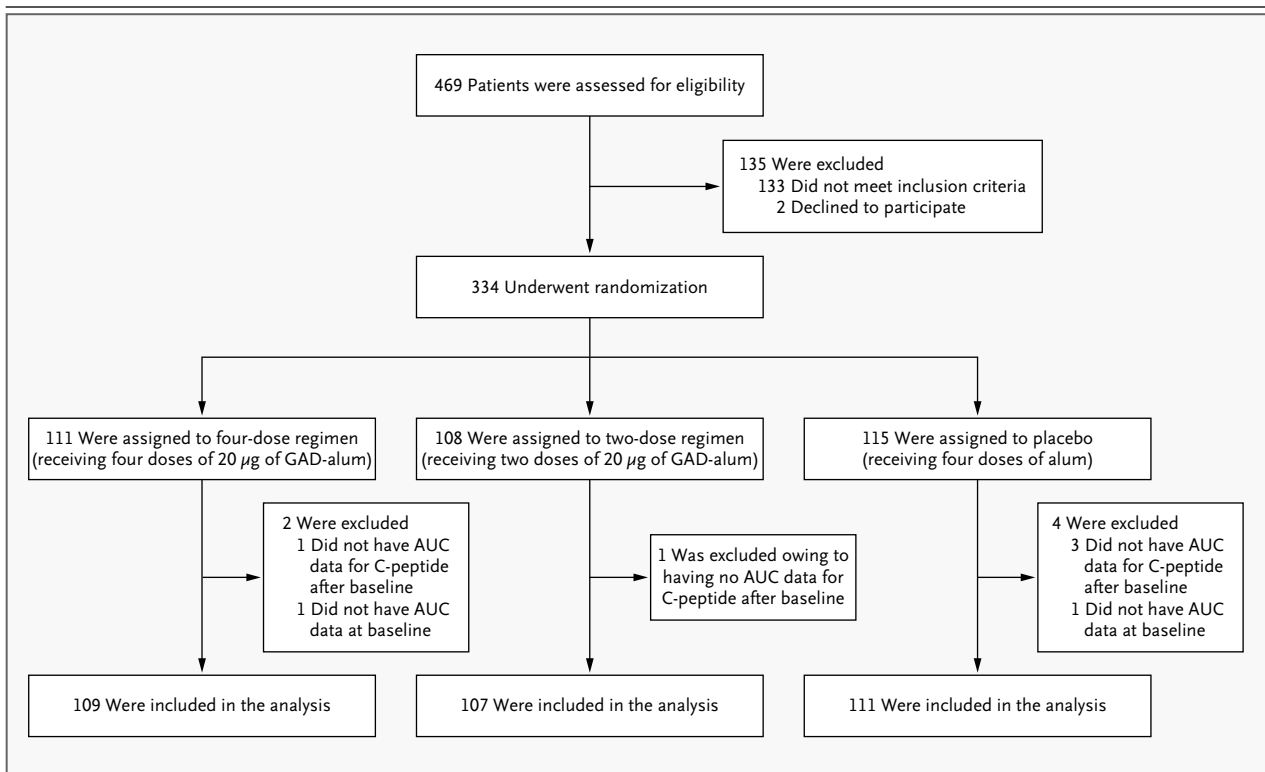 469 Patients were assessed for eligibility
135 Were excluded
133 Did not meet inclusion criteria
2 Declined to participate
334 Underwent randomization
111 Were assigned to four-dose regimen
(receiving four doses of 20 µg of GAD-alum)
108 Were assigned to two-dose regimen
(receiving two doses of 20 µg of GAD-alum)
115 Were assigned to placebo
(receiving four doses of alum)
2 Were excluded
1 Did not have AUC
data for C-peptide
after baseline
1 Did not have AUC
data at baseline
1 Was excluded owing to
having no AUC data for
C-peptide after baseline
4 Were excluded
3 Did not have AUC
data for C-peptide
after baseline
1 Did not have AUC
data at baseline
109 Were included in the analysis
107 Were included in the analysis
111 Were included in the analysis